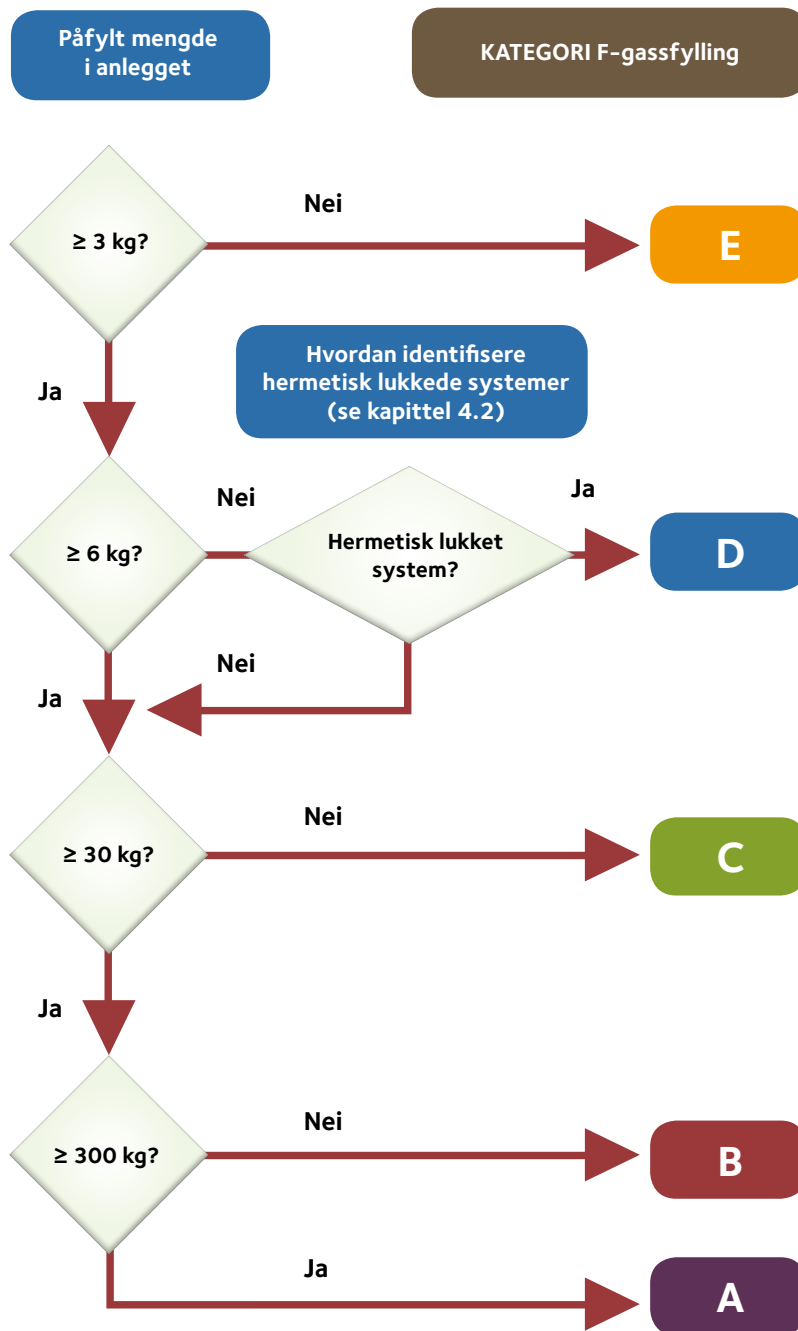 Påfylt mengde
i anlegget
KATEGORI F-gassfylling
≥ 3 kg?
Nei
E
Ja
Hvordan identifisere
hermetisk lukkede systemer
(se kapittel 4.2)
≥ 6 kg?
Nei
Hermetisk lukket
system?
Ja
D
Ja
Nei
≥ 30 kg?
Nei
C
Ja
≥ 300 kg?
Nei
B
Ja
A